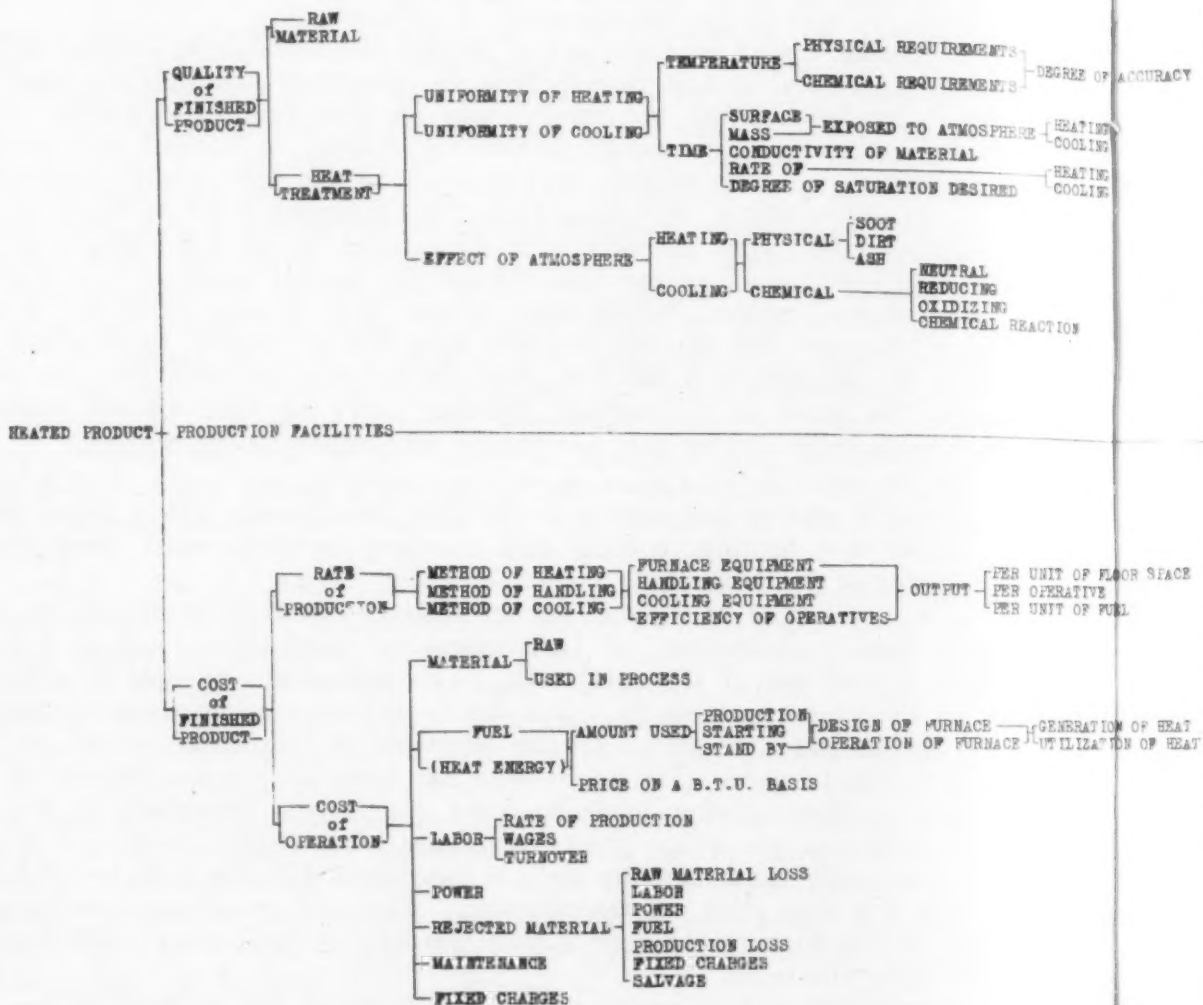 RAW
MATERIAL
QUALITY
of
FINISHED
PRODUCT
HEAT
TREATMENT
UNIFORMITY OF HEATING
UNIFORMITY OF COOLING
TEMPERATURE
PHYSICAL REQUIREMENTS
CHEMICAL REQUIREMENTS
DEGREE OF ACCURACY
TIME
SURFACE
MASS
EXPOSED TO ATMOSPHERE
HEATING
COOLING
CONDUCTIVITY OF MATERIAL
RATE OF
HEATING
COOLING
DEGREE OF SATURATION DESIRED
EFFECT OF ATMOSPHERE
HEATING
COOLING
PHYSICAL
SOOT
DIRT
ASH
CHEMICAL
NEUTRAL
REDUCING
OXIDIZING
CHEMICAL REACTION
HEATED PRODUCT
PRODUCTION FACILITIES
COST
of
FINISHED
PRODUCT
RATE
of
PRODUCTION
METHOD OF HEATING
METHOD OF HANDLING
METHOD OF COOLING
FURNACE EQUIPMENT
HANDLING EQUIPMENT
COOLING EQUIPMENT
EFFICIENCY OF OPERATIVES
OUTPUT
PER UNIT OF FLOOR SPACE
PER OPERATIVE
PER UNIT OF FUEL
COST
of
OPERATION
MATERIAL
RAW
USED IN PROCESS
FUEL
(HEAT ENERGY)
AMOUNT USED
PRODUCTION
STARTING
STAND BY
DESIGN OF FURNACE
OPERATION OF FURNACE
GENERATION OF HEAT
UTILIZATION OF HEAT
PRICE ON A B.T.U. BASIS
LABOR
RATE OF PRODUCTION
WAGES
TURNOVER
POWER
REJECTED MATERIAL
RAW MATERIAL LOSS
LABOR
POWER
FUEL
PRODUCTION LOSS
FIXED CHARGES
SALVAGE
MAINTENANCE
FIXED CHARGES